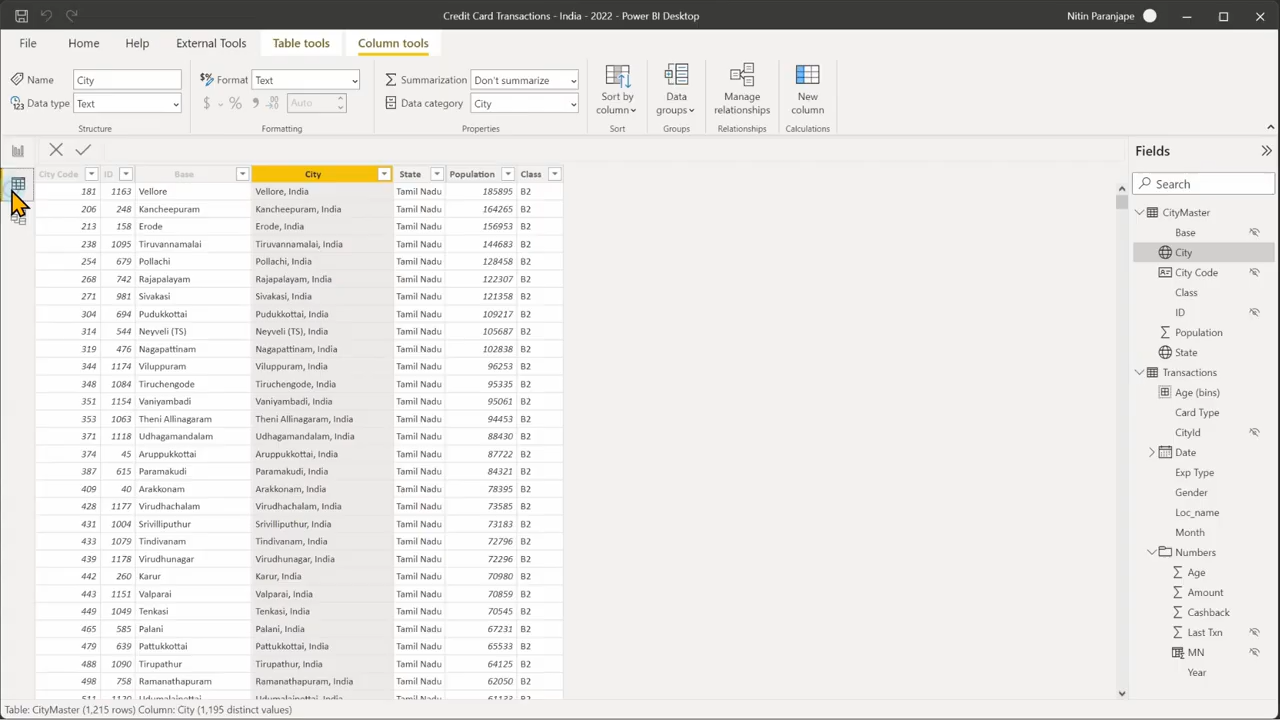 Credit Card Transactions - India - 2022 - Power BI Desktop
Nitin Paranjape
File Home Help External Tools Table tools Column tools
Name City
Data type Text
Structure
Format Text
$ % Auto
Formatting
Summarization Don't summarize
Data category City
Properties
Sort by column
Sort
Data groups
Groups
Manage relationships
Relationships
New column
Calculations
City Code ID Base City State Population Class
181 1163 Vellore Vellore, India Tamil Nadu 185895 B2
206 248 Kancheepuram Kancheepuram, India Tamil Nadu 164265 B2
213 158 Erode Erode, India Tamil Nadu 156953 B2
238 1095 Tiruvannamalai Tiruvannamalai, India Tamil Nadu 144683 B2
254 679 Pollachi Pollachi, India Tamil Nadu 128458 B2
268 742 Rajapalayam Rajapalayam, India Tamil Nadu 122307 B2
271 981 Sivakasi Sivakasi, India Tamil Nadu 121358 B2
304 694 Pudukkottai Pudukkottai, India Tamil Nadu 109217 B2
314 544 Neyveli (TS) Neyveli (TS), India Tamil Nadu 105687 B2
319 476 Nagapattinam Nagapattinam, India Tamil Nadu 102838 B2
344 1174 Viluppuram Viluppuram, India Tamil Nadu 96253 B2
348 1084 Tiruchengode Tiruchengode, India Tamil Nadu 95335 B2
351 1154 Vaniyambadi Vaniyambadi, India Tamil Nadu 95061 B2
353 1063 Theni Allinagaram Theni Allinagaram, India Tamil Nadu 94453 B2
371 1118 Udhagamandalam Udhagamandalam, India Tamil Nadu 88430 B2
374 45 Aruppukkottai Aruppukkottai, India Tamil Nadu 87722 B2
387 615 Paramakudi Paramakudi, India Tamil Nadu 84321 B2
409 40 Arakkonam Arakkonam, India Tamil Nadu 78395 B2
428 1177 Virudhachalam Virudhachalam, India Tamil Nadu 73585 B2
431 1004 Srivilliputhur Srivilliputhur, India Tamil Nadu 73183 B2
433 1079 Tindivanam Tindivanam, India Tamil Nadu 72796 B2
439 1178 Virudhunagar Virudhunagar, India Tamil Nadu 72296 B2
442 260 Karur Karur, India Tamil Nadu 70980 B2
443 1151 Valparai Valparai, India Tamil Nadu 70859 B2
449 1049 Tenkasi Tenkasi, India Tamil Nadu 70545 B2
465 585 Palani Palani, India Tamil Nadu 67231 B2
479 639 Pattukkottai Pattukkottai, India Tamil Nadu 65533 B2
488 1090 Tirupathur Tirupathur, India Tamil Nadu 64125 B2
498 758 Ramanathapuram Ramanathapuram, India Tamil Nadu 62050 B2
Fields
Search
CityMaster
Base
City
City Code
Class
ID
Population
State
Transactions
Age (bins)
Card Type
CityId
Date
Exp Type
Gender
Loc_name
Month
Numbers
Age
Amount
Cashback
Last Txn
MN
Year
Table: CityMaster (1,215 rows) Column: City (1,195 distinct values)